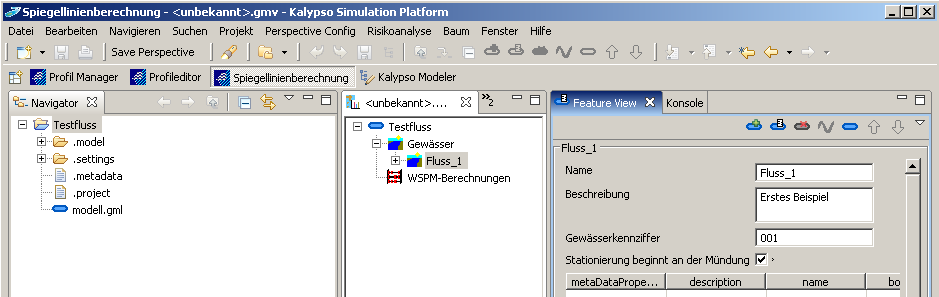 Spiegellinienberechnung - <unbekannt>.gmv - Kalypso Simulation Platform
Datei Bearbeiten Navigieren Suchen Projekt Perspective Config Risikoanalyse Baum Fenster Hilfe
Save Perspective
Profil Manager Profileditor Spiegellinienberechnung Kalypso Modeler
Navigator
Testfluss
.model
.settings
.metadata
.project
modell.gml
<unbekannt>.... »2
Testfluss
Gewässer
Fluss_1
WSPM-Berechnungen
Feature View Konsole
Fluss_1
Name Fluss_1
Beschreibung Erstes Beispiel
Gewässerkennziffer 001
Stationierung beginnt an der Mündung
metaDataPrope... description name bo